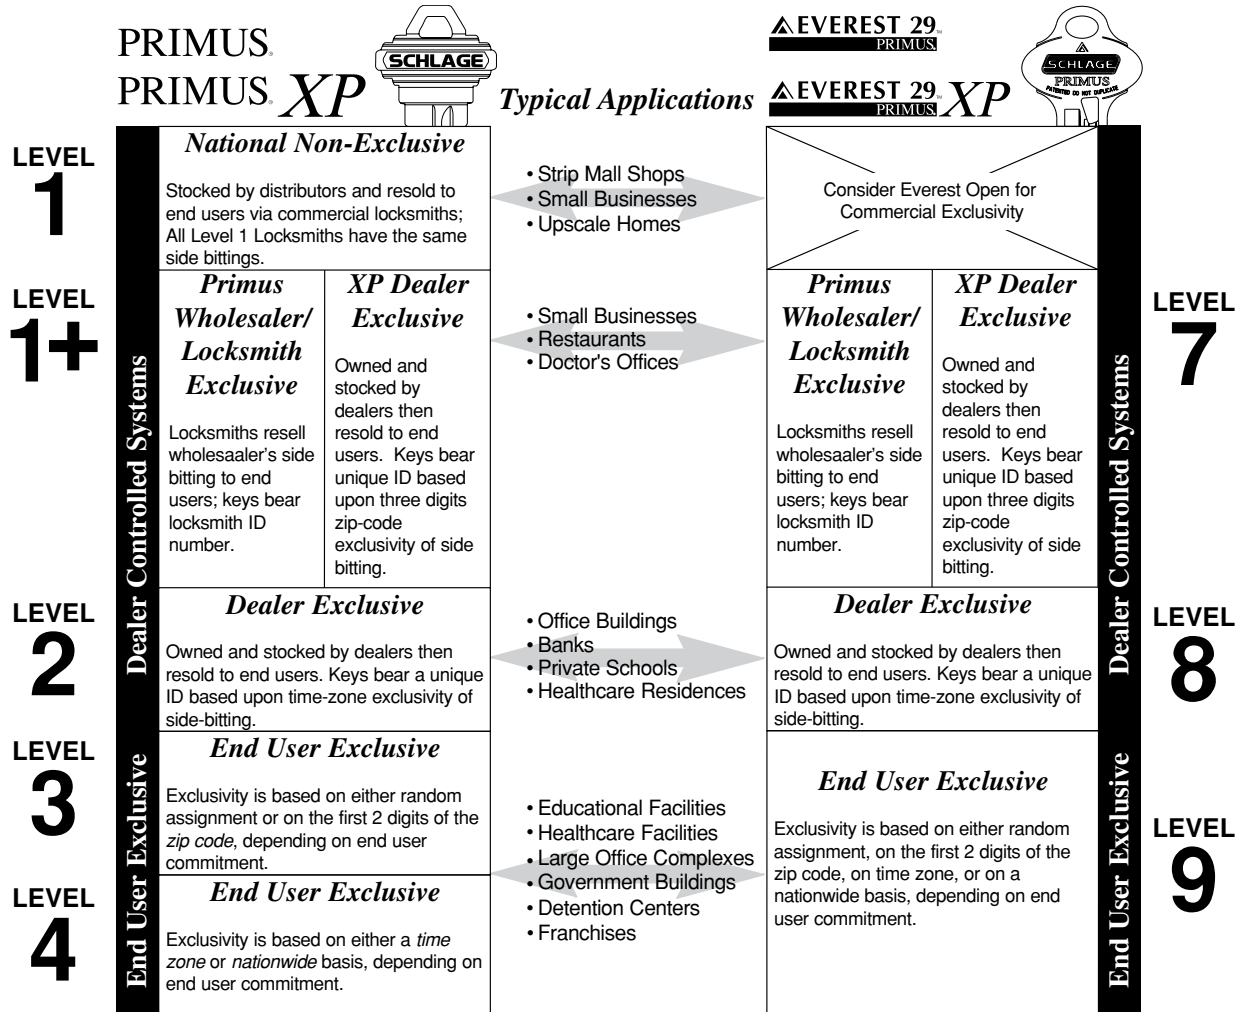 PRIMUS®
PRIMUS® XP
SCHLAGE
Typical Applications
EVEREST 29™
PRIMUS®
EVEREST 29™
PRIMUS® XP
SCHLAGE
PRIMUS
PATENTED DO NOT DUPLICATE
LEVEL
1
LEVEL
1+
LEVEL
2
LEVEL
3
LEVEL
4
Dealer Controlled Systems
End User Exclusive
National Non-Exclusive
Stocked by distributors and resold to
end users via commercial locksmiths;
All Level 1 Locksmiths have the same
side bittings.
Primus
Wholesaler/
Locksmith
Exclusive
Locksmiths resell
wholesaaler's side
bitting to end
users; keys bear
locksmith ID
number.
XP Dealer
Exclusive
Owned and
stocked by
dealers then
resold to end
users. Keys bear
unique ID based
upon three digits
zip-code
exclusivity of side
bitting.
Dealer Exclusive
Owned and stocked by dealers then
resold to end users. Keys bear a unique
ID based upon time-zone exclusivity of
side-bitting.
End User Exclusive
Exclusivity is based on either random
assignment or on the first 2 digits of the
zip code, depending on end user
commitment.
End User Exclusive
Exclusivity is based on either a time
zone or nationwide basis, depending on
end user commitment.
• Strip Mall Shops
• Small Businesses
• Upscale Homes
• Small Businesses
• Restaurants
• Doctor's Offices
• Office Buildings
• Banks
• Private Schools
• Healthcare Residences
• Educational Facilities
• Healthcare Facilities
• Large Office Complexes
• Government Buildings
• Detention Centers
• Franchises
Consider Everest Open for
Commercial Exclusivity
Primus
Wholesaler/
Locksmith
Exclusive
Locksmiths resell
wholesaaler's side
bitting to end
users; keys bear
locksmith ID
number.
XP Dealer
Exclusive
Owned and
stocked by
dealers then
resold to end
users. Keys bear
unique ID based
upon three digits
zip-code
exclusivity of side
bitting.
Dealer Exclusive
Owned and stocked by dealers then
resold to end users. Keys bear a unique
ID based upon time-zone exclusivity of
side-bitting.
End User Exclusive
Exclusivity is based on either random
assignment, on the first 2 digits of the
zip code, on time zone, or on a
nationwide basis, depending on end
user commitment.
Dealer Controlled Systems
End User Exclusive
LEVEL
7
LEVEL
8
LEVEL
9